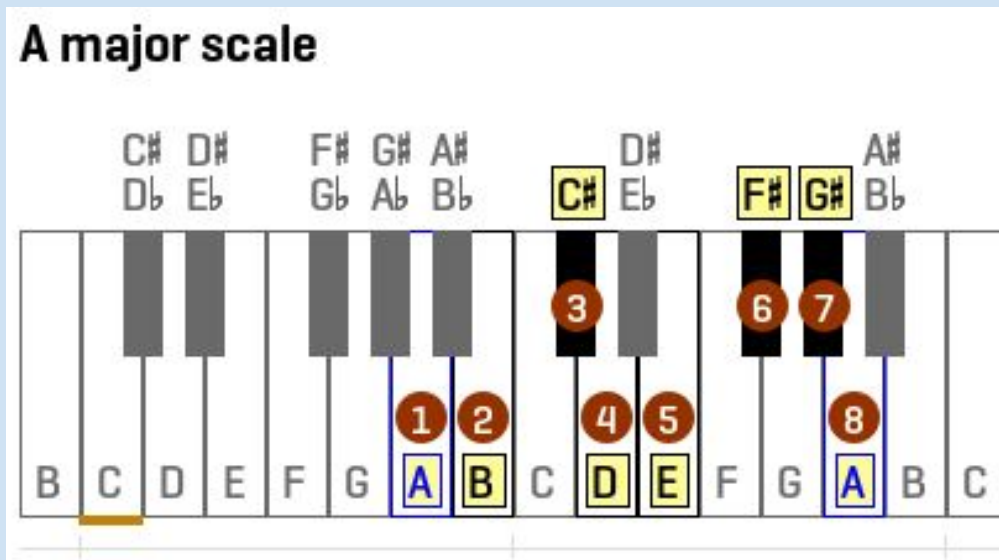 A major scale
C♯ D♯ F♯ G♯ A♯ D♯ A♯
D♭ E♭ G♭ A♭ B♭ C♯ E♭ F♯ G♯ B♭
3 6 7
1 2 4 5 8
B C D E F G A B C D E F G A B C